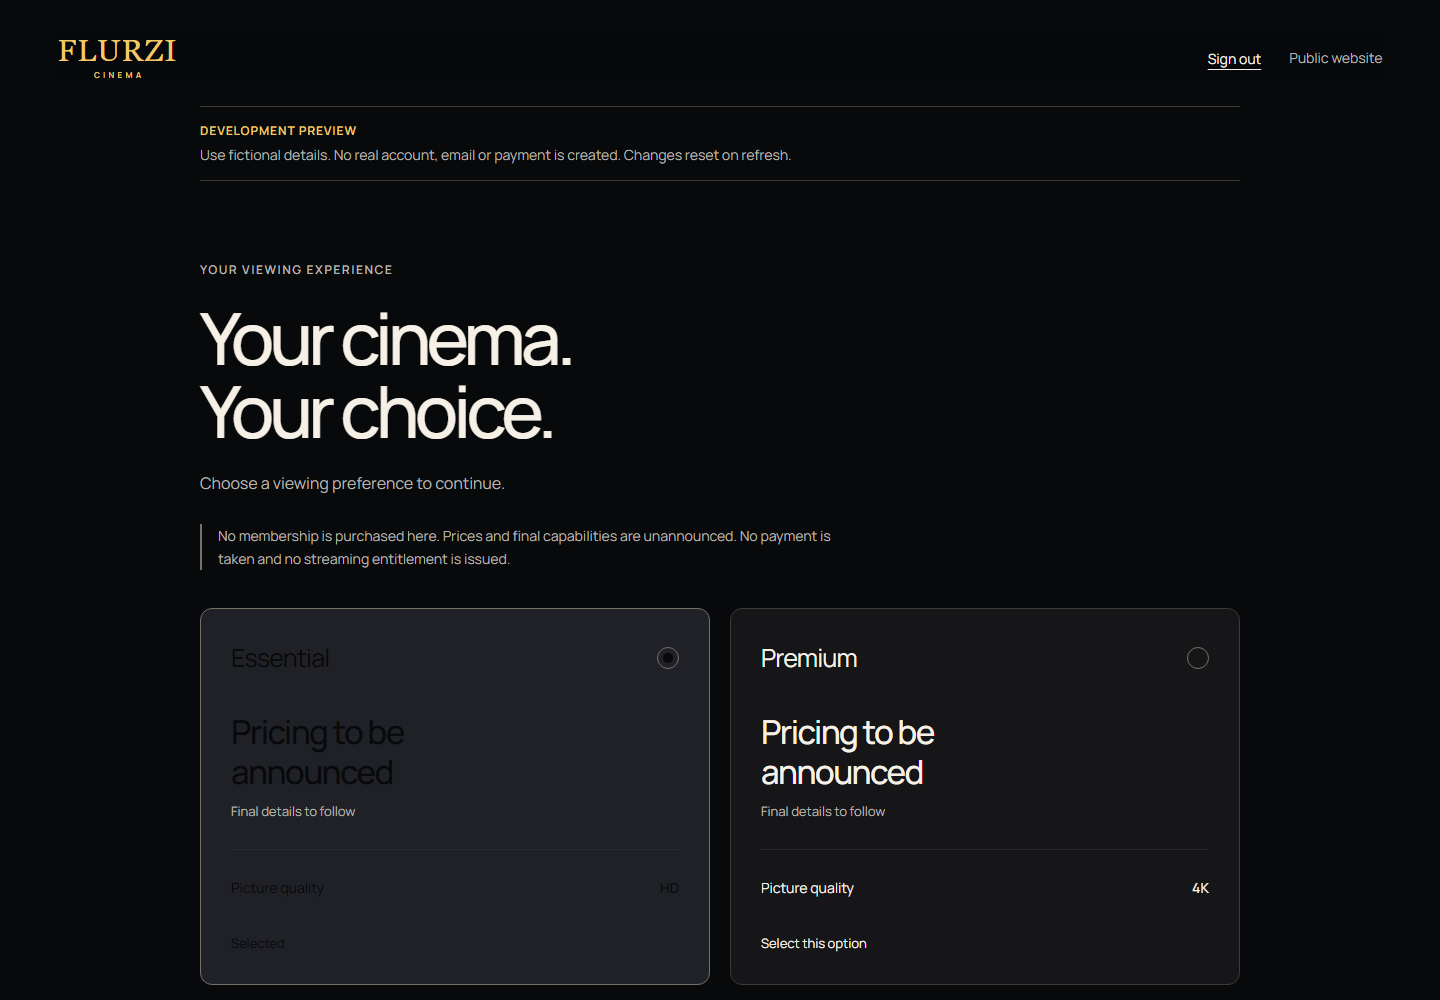 FLURZI
CINEMA
Sign out
Public website
DEVELOPMENT PREVIEW
Use fictional details. No real account, email or payment is created. Changes reset on refresh.
YOUR VIEWING EXPERIENCE
Your cinema.
Your choice.
Choose a viewing preference to continue.
No membership is purchased here. Prices and final capabilities are unannounced. No payment is
taken and no streaming entitlement is issued.
Essential
Pricing to be
announced
Final details to follow
Picture quality HD
Selected
Premium
Pricing to be
announced
Final details to follow
Picture quality 4K
Select this option